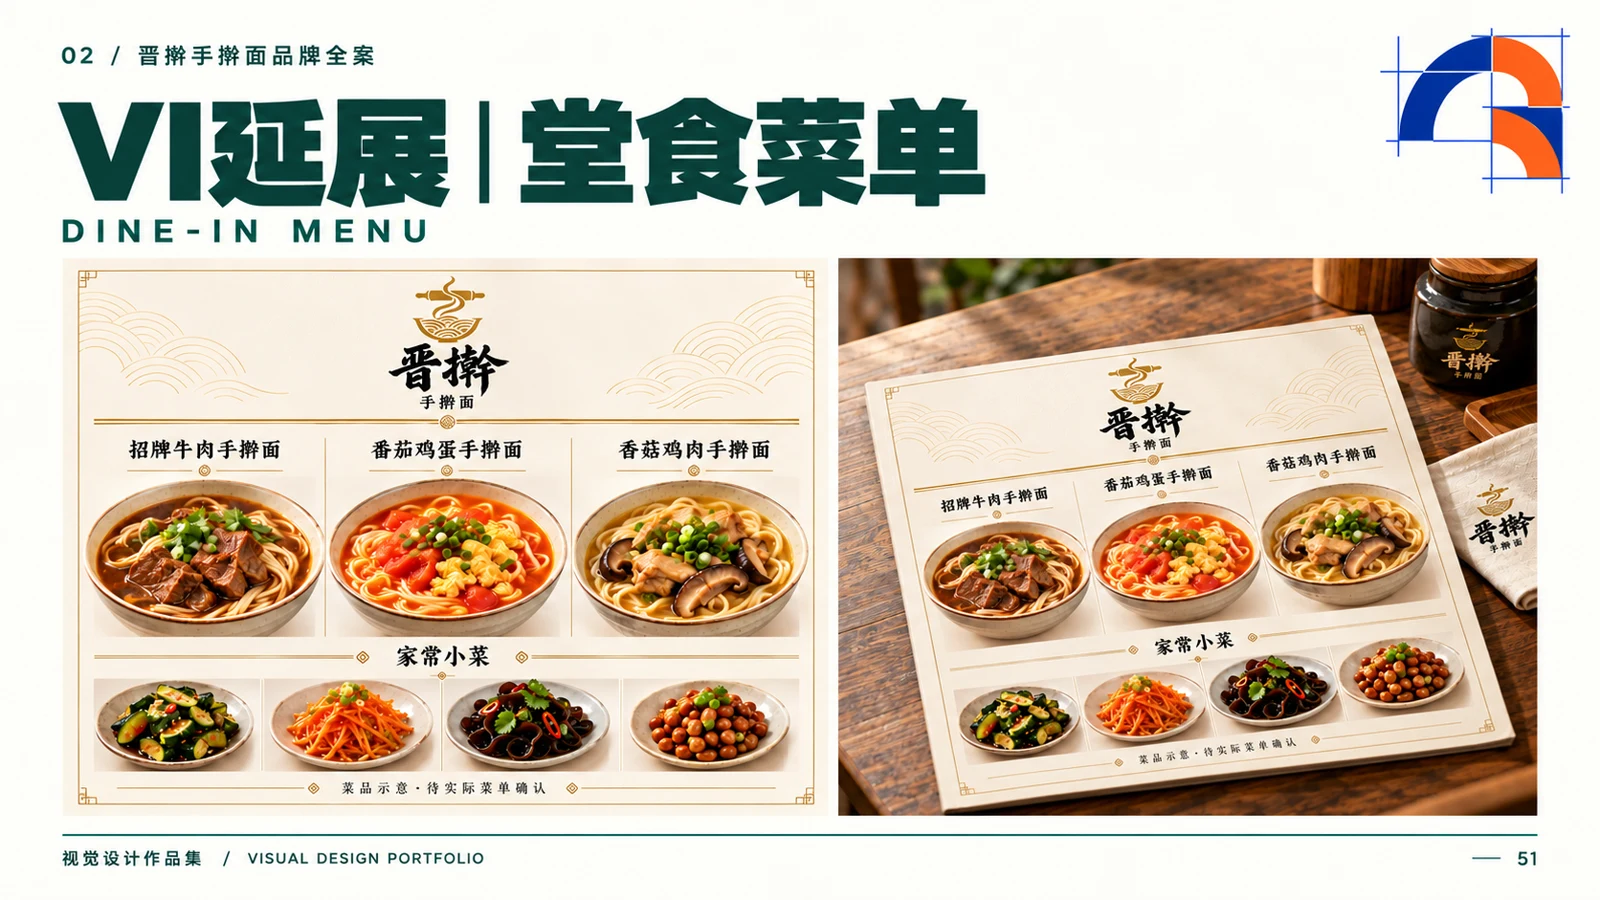 02 / 晋擀手擀面品牌全案
VI延展|堂食菜单
DINE-IN MENU
晋擀
手擀面
招牌牛肉手擀面
番茄鸡蛋手擀面
香菇鸡肉手擀面
家常小菜
菜品示意·待实际菜单确认
晋擀
手擀面
招牌牛肉手擀面
番茄鸡蛋手擀面
香菇鸡肉手擀面
家常小菜
菜品示意·待实际菜单确认
晋擀
手擀面
晋擀
手擀面
视觉设计作品集 / VISUAL DESIGN PORTFOLIO
51